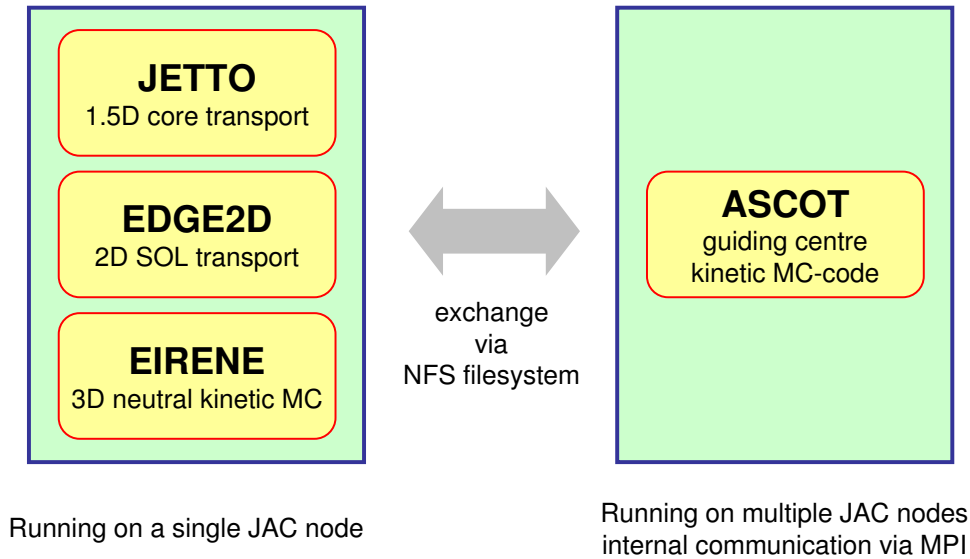 JETTO
1.5D core transport
EDGE2D
2D SOL transport
EIRENE
3D neutral kinetic MC
Running on a single JAC node
exchange
via
NFS filesystem
ASCOT
guiding centre
kinetic MC-code
Running on multiple JAC nodes
internal communication via MPI